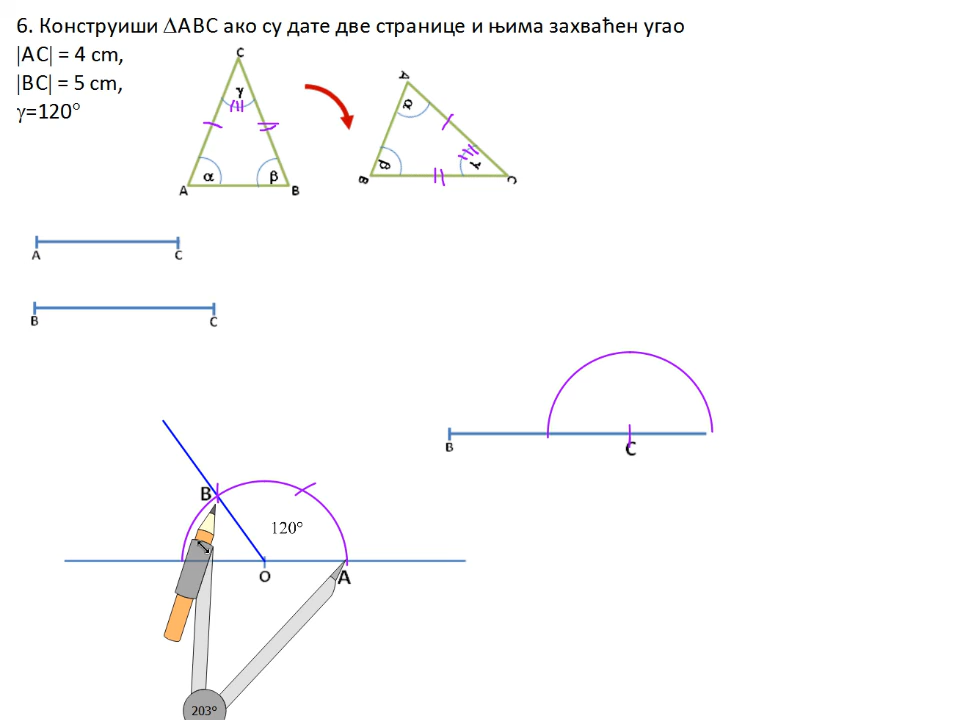 6. Конструиши ∆ABC ако су дате две странице и њима захваћен угао
|AC| = 4 cm,
|BC| = 5 cm,
γ=120°
C
γ
α
β
A
B
A
α
β
γ
B
C
A
C
B
C
B
C
B
120°
O
A
203°